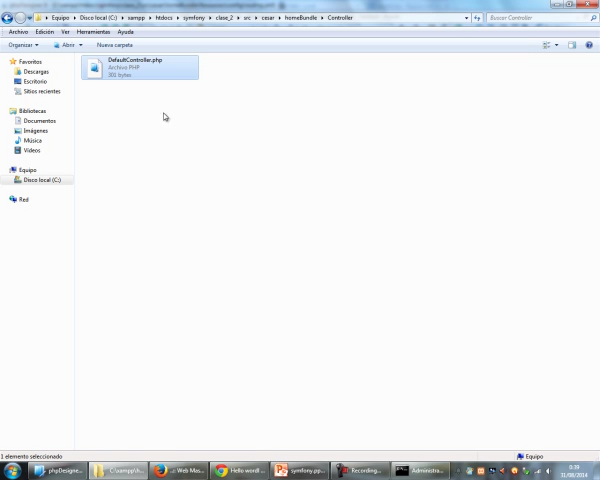 Equipo ▸ Disco local (C:) ▸ xampp ▸ htdocs ▸ symfony ▸ clase_2 ▸ src ▸ cesar ▸ homeBundle ▸ Controller
Buscar Controller
Archivo Edición Ver Herramientas Ayuda
Organizar Abrir Nueva carpeta
Favoritos
Descargas
Escritorio
Sitios recientes
Bibliotecas
Documentos
Imágenes
Música
Vídeos
Equipo
Disco local (C:)
Red
DefaultController.php
Archivo PHP
301 bytes
1 elemento seleccionado
Equipo
phpDesigne...
C:\xampp\h...
.:: Web Mas...
Hello wordl ...
symfony.pp...
Recording...
Administra...
0:39
31/08/2014